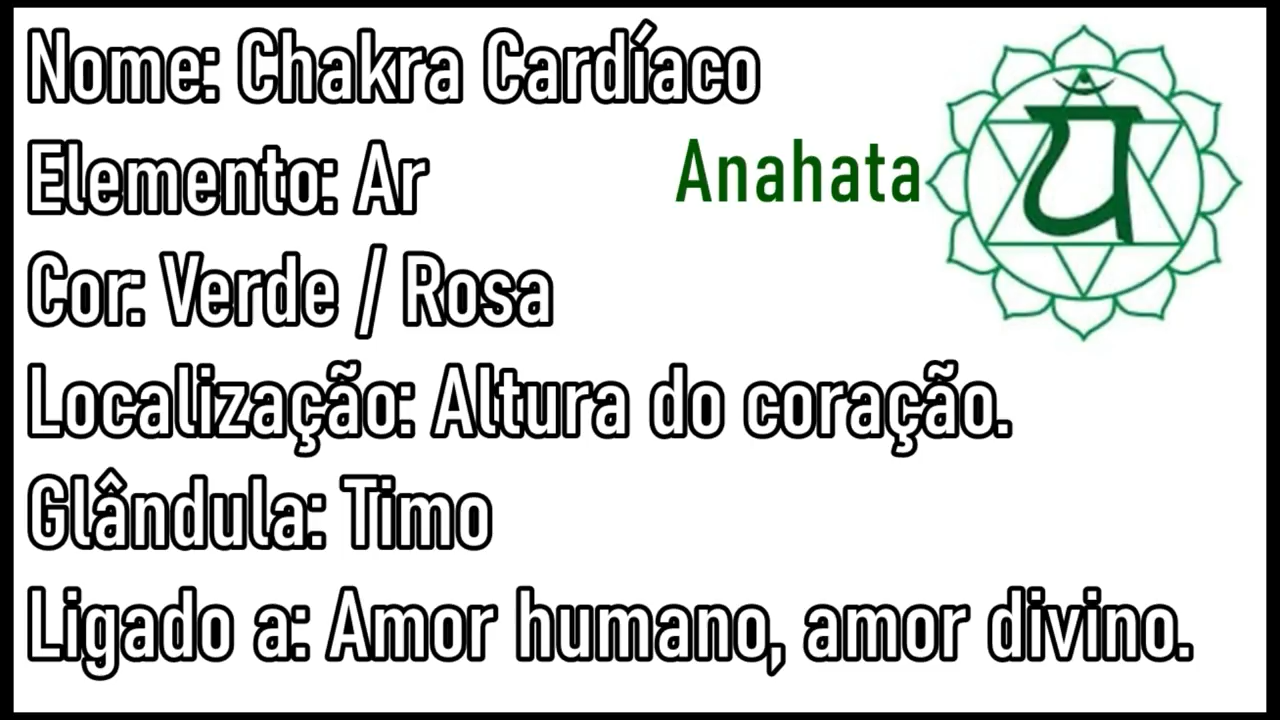 Nome: Chakra Cardíaco
Elemento: Ar
Anahata
य
Cor: Verde / Rosa
Localização: Altura do coração.
Glândula: Timo
Ligado a: Amor humano, amor divino.